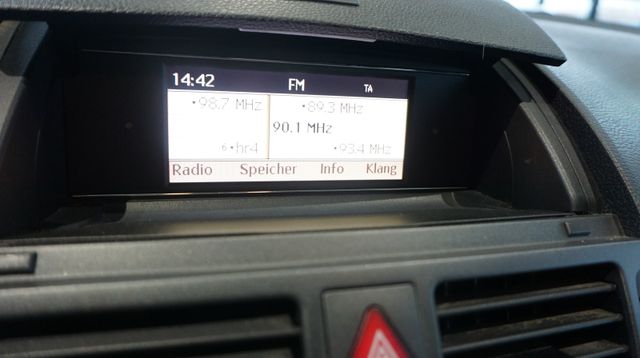 14:42 FM TA
•98.7 MHz •89.3 MHz
90.1 MHz
6•hr4 •93.4 MHz
Radio Speicher Info Klang